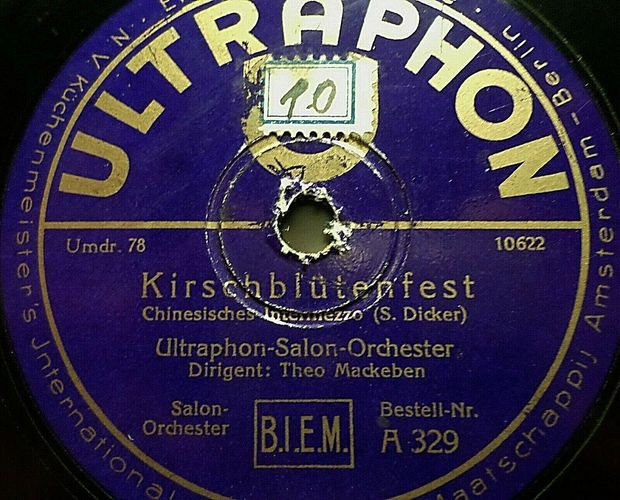 ULTRAPHON
10
N.V. Küchenmeister's International
Maatschappij Amsterdam-Berlin
Umdr. 78
10622
Kirschblütenfest
Chinesisches Intermezzo (S. Dicker)
Ultraphon-Salon-Orchester
Dirigent: Theo Mackeben
Salon-
Orchester
B.I.E.M.
Bestell-Nr.
A 329